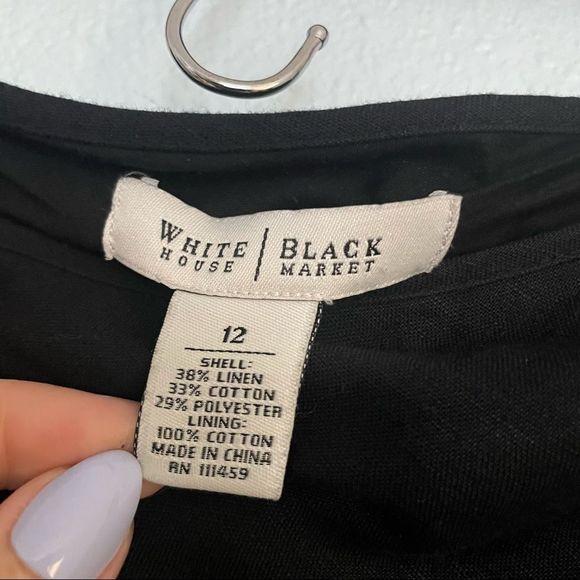 WHITE | BLACK
HOUSE | MARKET
12
SHELL:
38% LINEN
33% COTTON
29% POLYESTER
LINING:
100% COTTON
MADE IN CHINA
RN 111459